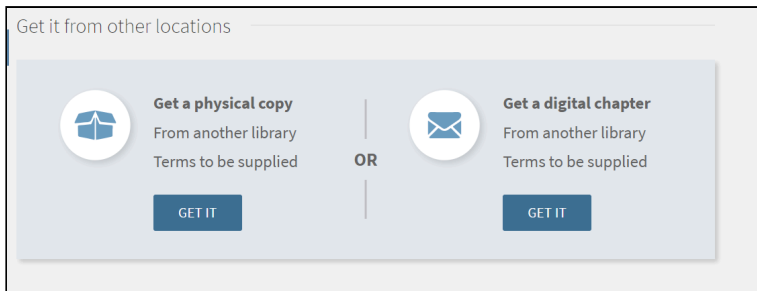 Get it from other locations
Get a physical copy
From another library
Terms to be supplied
GET IT
OR
Get a digital chapter
From another library
Terms to be supplied
GET IT